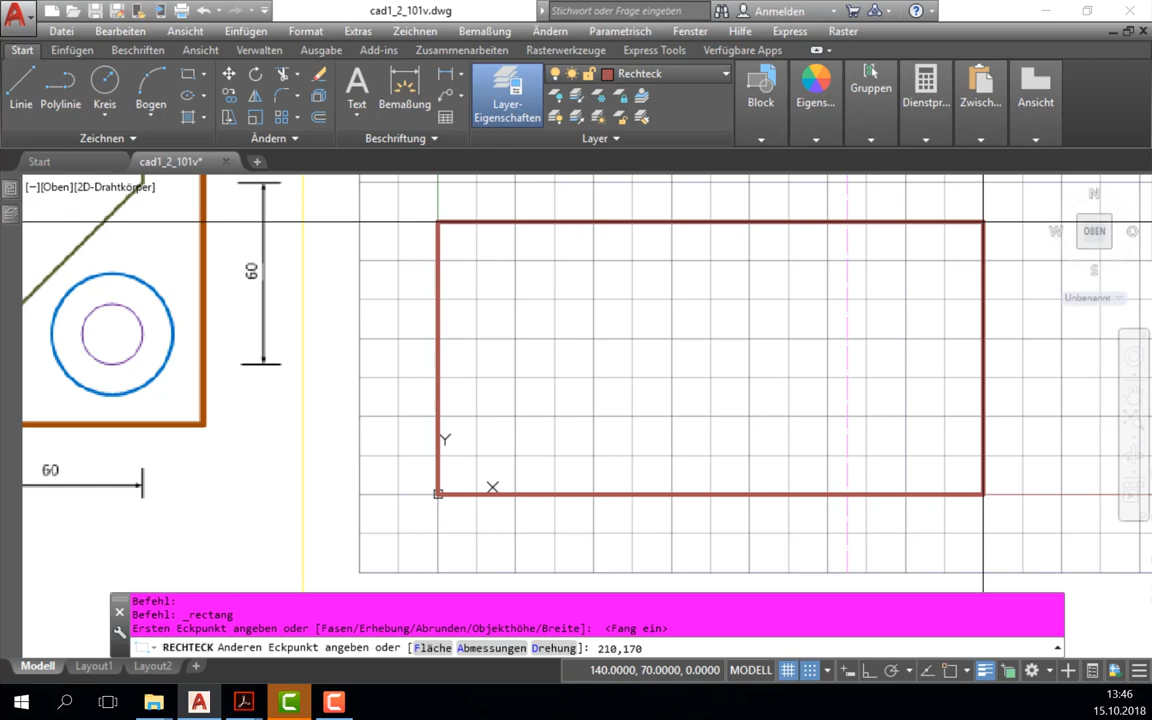 cad1_2_101v.dwg
Stichwort oder Frage eingeben
Anmelden
Datei Bearbeiten Ansicht Einfügen Format Extras Zeichnen Bemaßung Ändern Parametrisch Fenster Hilfe Express Raster
Start Einfügen Beschriften Ansicht Verwalten Ausgabe Add-ins Zusammenarbeiten Rasterwerkzeuge Express Tools Verfügbare Apps
Rechteck
Linie Polylinie Kreis Bogen Text Bemaßung Layer-Eigenschaften Block Eigens... Gruppen Dienstpr... Zwisch... Ansicht
Zeichnen Ändern Beschriftung Layer
Start cad1_2_101v*
[−][Oben][2D-Drahtkörper]
N
W OBEN O
S
Unbenannt
60
Y
X
60
Befehl:
Befehl: _rectang
Ersten Eckpunkt angeben oder [Fasen/Erhebung/Abrunden/Objekthöhe/Breite]: <Fang ein>
RECHTECK Anderen Eckpunkt angeben oder [Fläche Abmessungen Drehung]: 210,170
Modell Layout1 Layout2
140.0000, 70.0000, 0.0000 MODELL
13:46
15.10.2018